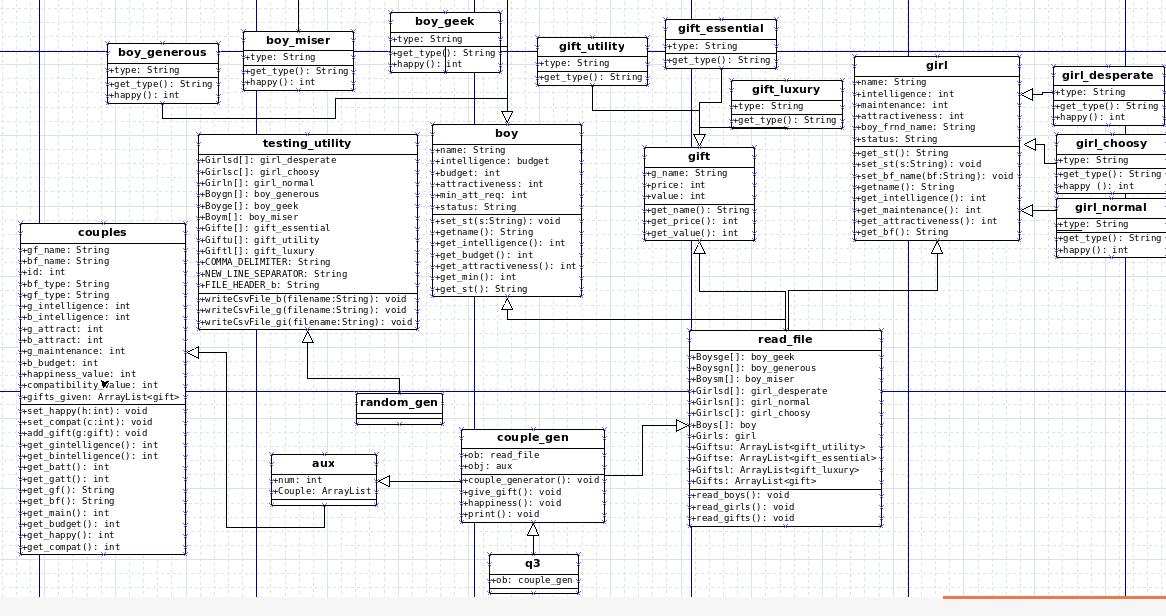 boy_generous
+type: String
+get_type(): String
+happy(): int
boy_miser
+type: String
+get_type(): String
+happy(): int
boy_geek
+type: String
+get_type(): String
+happy(): int
gift_utility
+type: String
+get_type(): String
gift_essential
+type: String
+get_type(): String
gift_luxury
+type: String
+get_type(): String
girl
+name: String
+intelligence: int
+maintenance: int
+attractiveness: int
+boy_frnd_name: String
+status: String
+get_st(): String
+set_st(s:String): void
+set_bf_name(bf:String): void
+getname(): String
+get_intelligence(): int
+get_maintenance(): int
+get_attractiveness(): int
+get_bf(): String
girl_desperate
+type: String
+get_type(): String
+happy(): int
girl_choosy
+type: String
+get_type(): String
+happy (): int
girl_normal
+type: String
+get_type(): String
+happy(): int
testing_utility
+Girlsd[]: girl_desperate
+Girlsc[]: girl_choosy
+Girln[]: girl_normal
+Boygn[]: boy_generous
+Boyge[]: boy_geek
+Boym[]: boy_miser
+Gifte[]: gift_essential
+Giftu[]: gift_utility
+Giftl[]: gift_luxury
+COMMA_DELIMITER: String
+NEW_LINE_SEPARATOR: String
+FILE_HEADER_b: String
+writeCsvFile_b(filename:String): void
+writeCsvFile_g(filename:String): void
+writeCsvFile_gi(filename:String): void
boy
+name: String
+intelligence: budget
+budget: int
+attractiveness: int
+min_att_req: int
+status: String
+set_st(s:String): void
+getname(): String
+get_intelligence(): int
+get_budget(): int
+get_attractiveness(): int
+get_min(): int
+get_st(): String
gift
+g_name: String
+price: int
+value: int
+get_name(): String
+get_price(): int
+get_value(): int
couples
+gf_name: String
+bf_name: String
+id: int
+bf_type: String
+gf_type: String
+g_intelligence: int
+b_intelligence: int
+g_attract: int
+b_attract: int
+g_maintenance: int
+b_budget: int
+happiness_value: int
+compatibility_value: int
+gifts_given: ArrayList<gift>
+set_happy(h:int): void
+set_compat(c:int): void
+add_gift(g:gift): void
+get_gintelligence(): int
+get_bintelligence(): int
+get_batt(): int
+get_gatt(): int
+get_gf(): String
+get_bf(): String
+get_main(): int
+get_budget(): int
+get_happy(): int
+get_compat(): int
random_gen
aux
+num: int
+Couple: ArrayList
couple_gen
+ob: read_file
+obj: aux
+couple_generator(): void
+give_gift(): void
+happiness(): void
+print(): void
q3
+ob: couple_gen
read_file
+Boysge[]: boy_geek
+Boysgn[]: boy_generous
+Boysm[]: boy_miser
+Girlsd[]: girl_desperate
+Girlsn[]: girl_normal
+Girlsc[]: girl_choosy
+Boys[]: boy
+Girls: girl
+Giftsu: ArrayList<gift_utility>
+Giftse: ArrayList<gift_essential>
+Giftsl: ArrayList<gift_luxury>
+Gifts: ArrayList<gift>
+read_boys(): void
+read_girls(): void
+read_gifts(): void